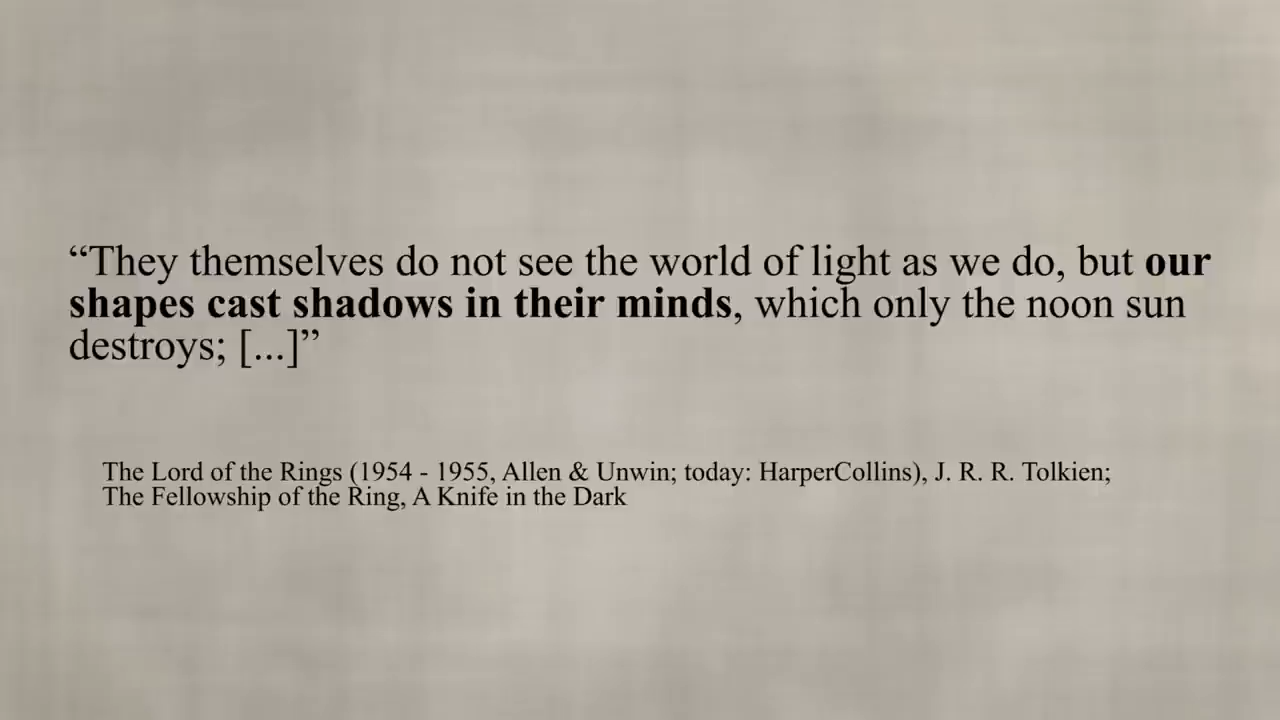 “They themselves do not see the world of light as we do, but our
shapes cast shadows in their minds, which only the noon sun
destroys; [...]”
The Lord of the Rings (1954 - 1955, Allen & Unwin; today: HarperCollins), J. R. R. Tolkien;
The Fellowship of the Ring, A Knife in the Dark